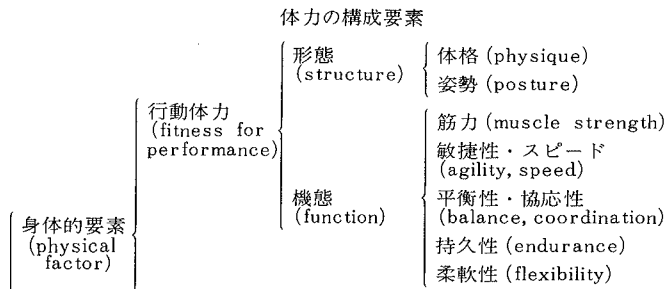 体力の構成要素
形態
(structure)
体格 (physique)
姿勢 (posture)
行動体力
(fitness for
performance)
機態
(function)
筋力 (muscle strength)
敏捷性・スピード
(agility, speed)
平衡性・協応性
(balance, coordination)
持久性 (endurance)
柔軟性 (flexibility)
身体的要素
(physical
factor)